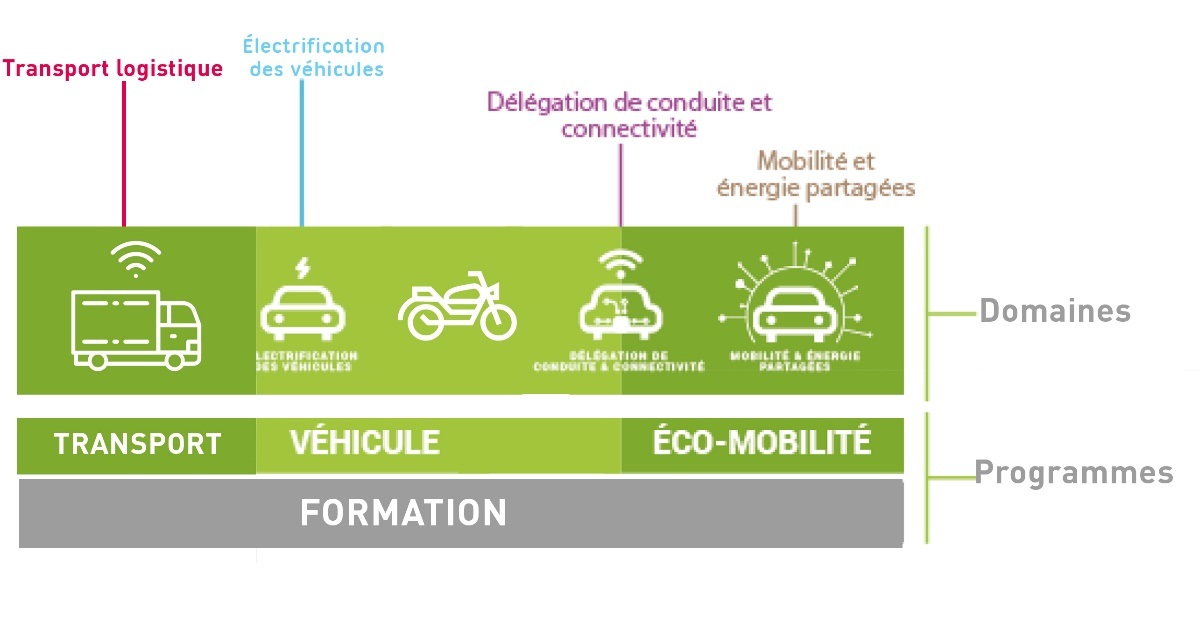 Électrification
des véhicules
Transport logistique
Délégation de conduite et
connectivité
Mobilité et
énergie partagées
LECTRIFICATION
DES VÉHICULES
DÉLÉGATION DE
CONDUITE & CONNECTIVITÉ
MOBILITÉ & ÉNERGIE
PARTAGÉES
Domaines
TRANSPORT
VÉHICULE
ÉCO-MOBILITÉ
Programmes
FORMATION